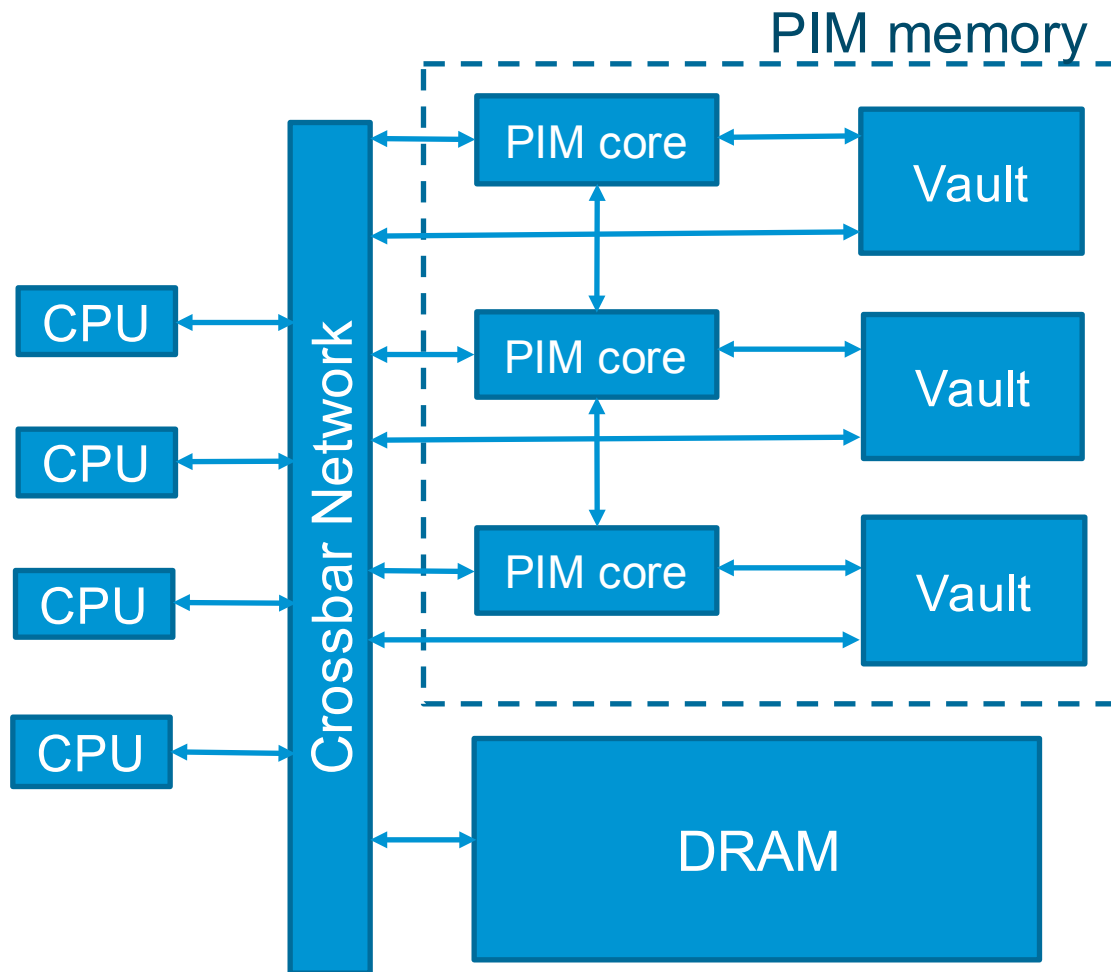 PIM memory
PIM core
Vault
CPU
PIM core
Vault
CPU
Crossbar Network
CPU
PIM core
Vault
CPU
DRAM